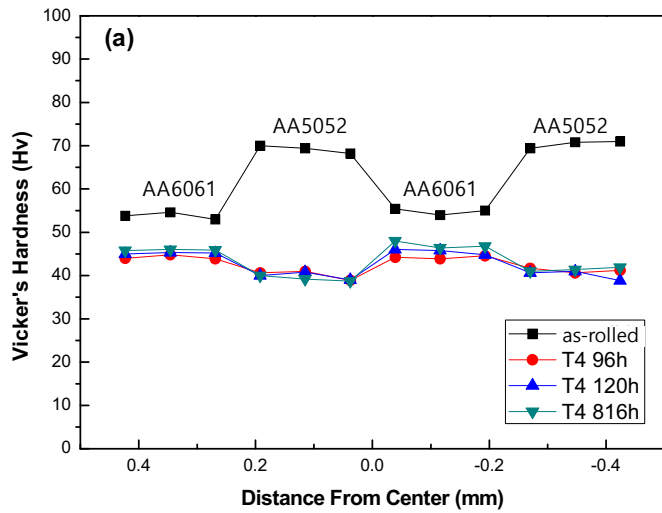 (a)
100
90
80
70
60
50
40
30
20
10
0
Vicker's Hardness (Hv)
AA6061
AA5052
AA6061
AA5052
as-rolled
T4 96h
T4 120h
T4 816h
0.4
0.2
0.0
-0.2
-0.4
Distance From Center (mm)